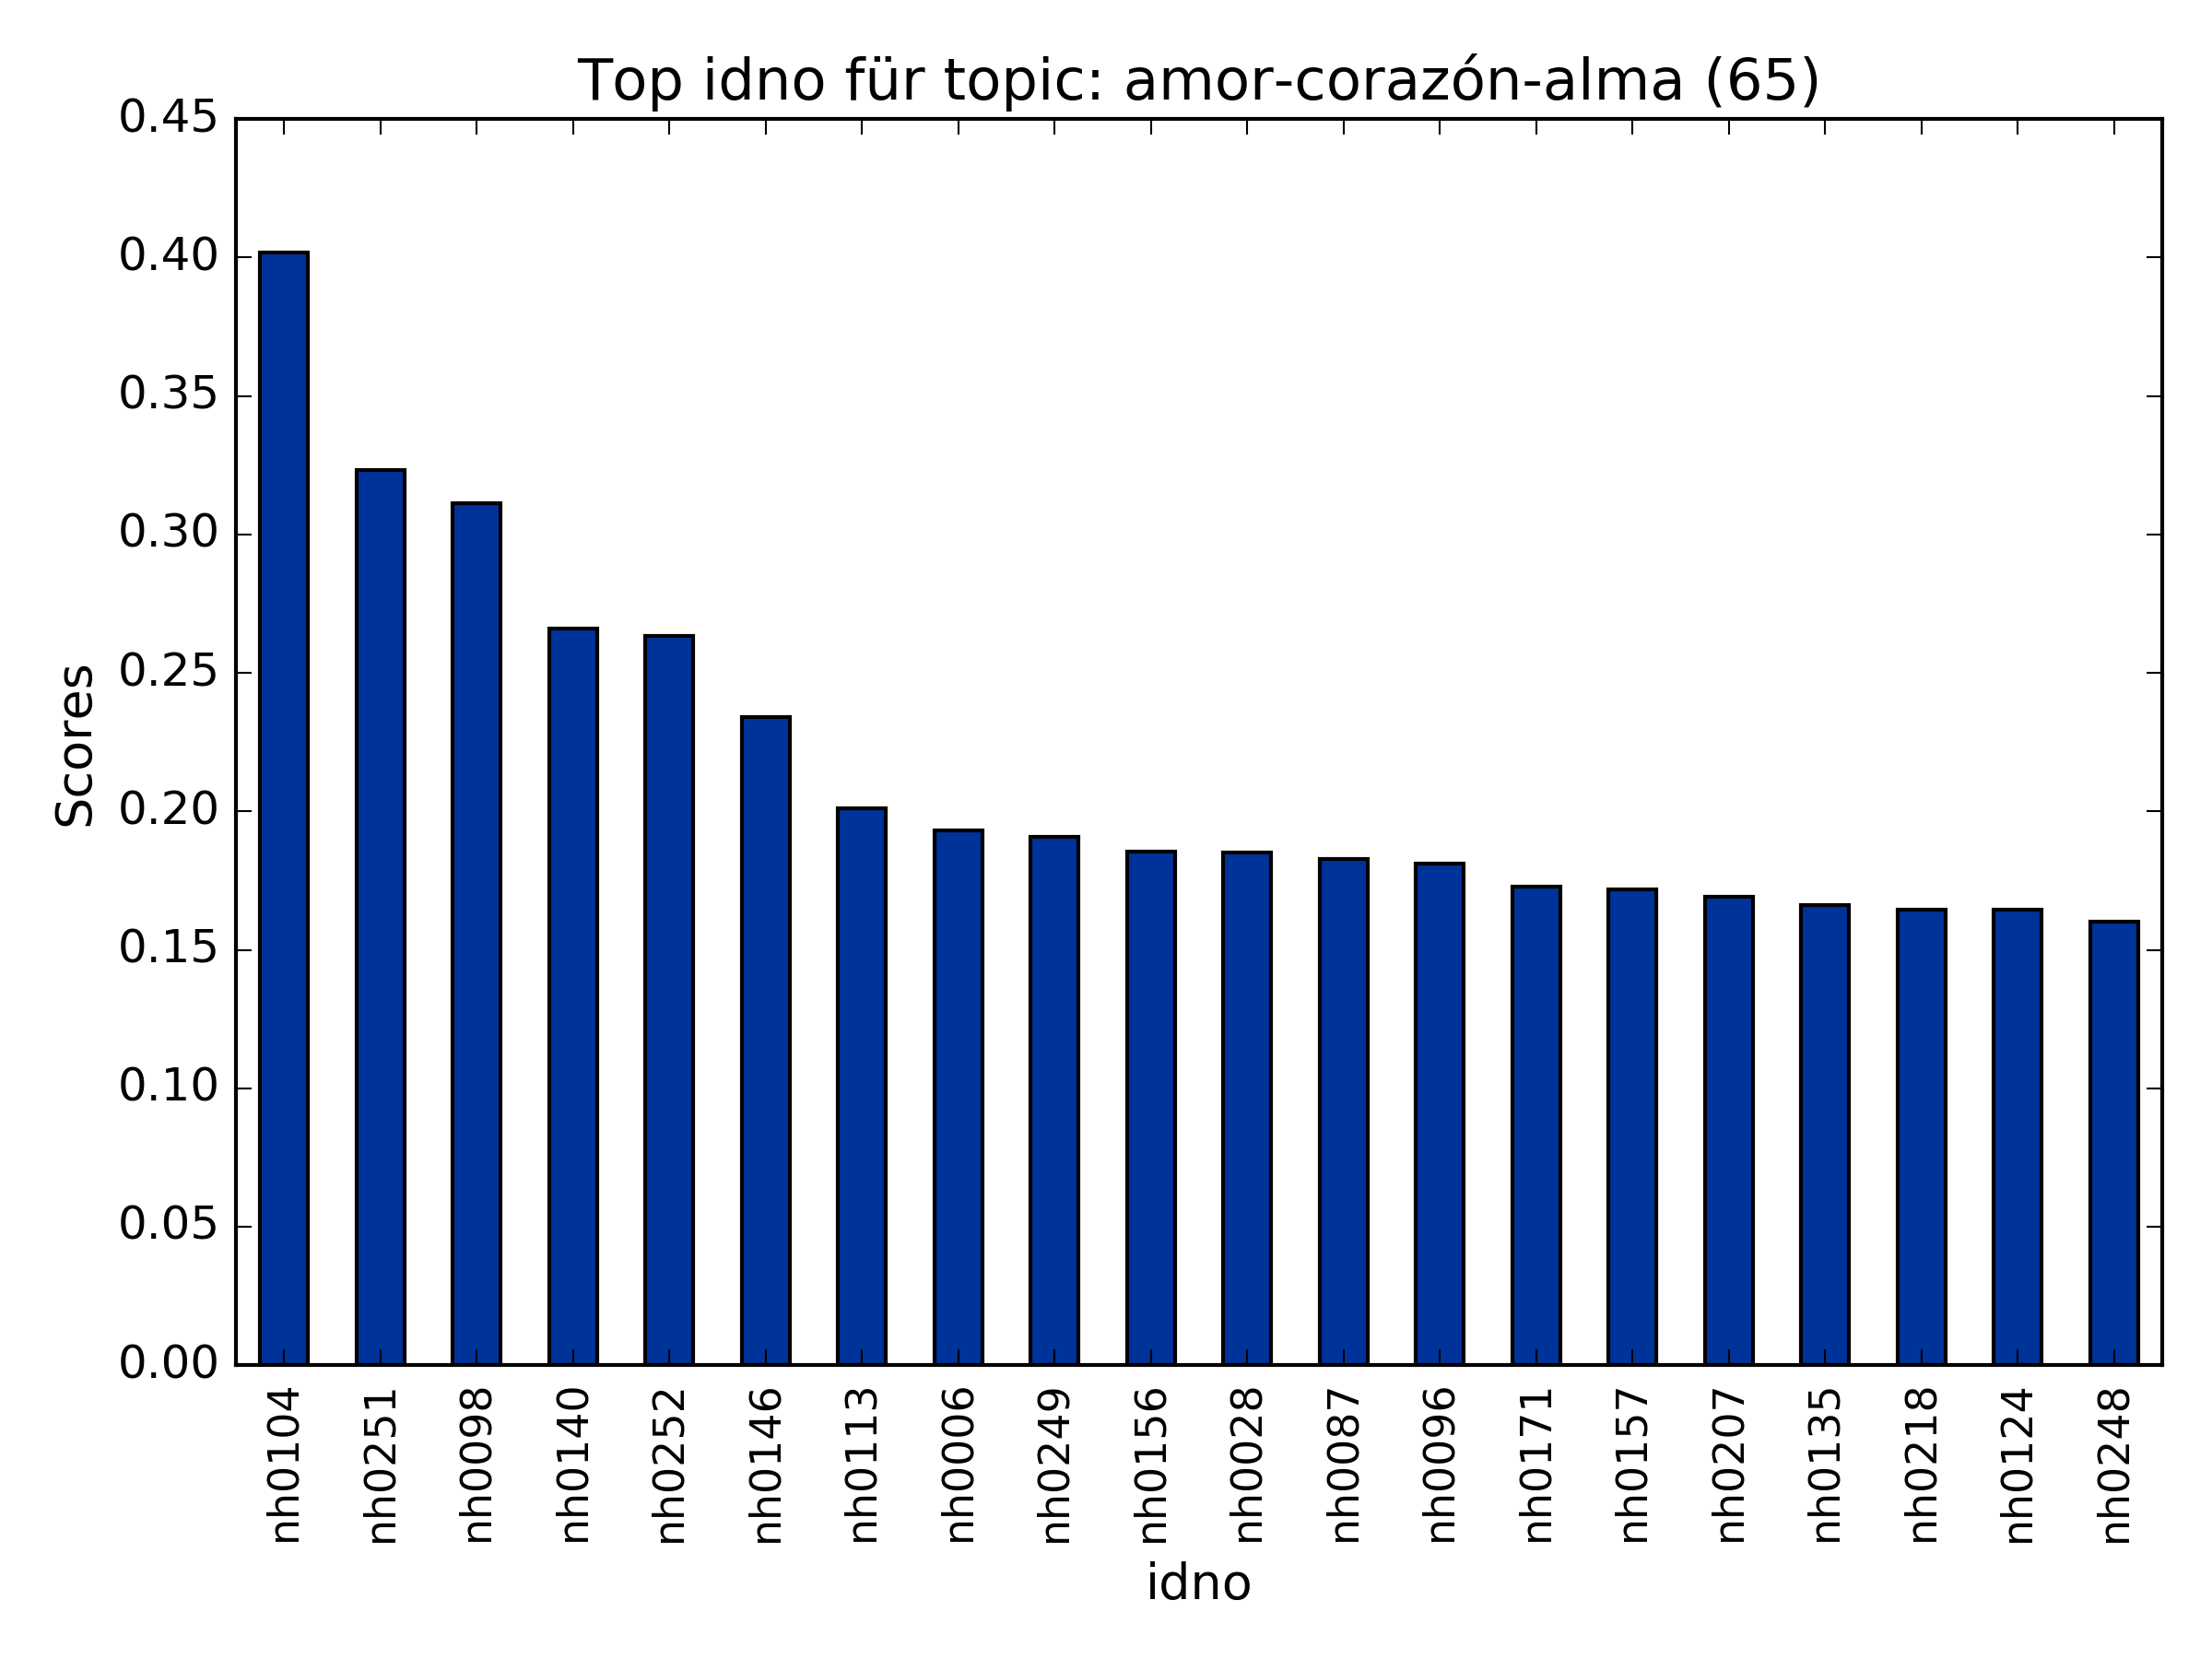 Top idno für topic: amor-corazón-alma (65)
Scores
0.45
0.40
0.35
0.30
0.25
0.20
0.15
0.10
0.05
0.00
nh0104
nh0251
nh0098
nh0140
nh0252
nh0146
nh0113
nh0006
nh0249
nh0156
nh0028
nh0087
nh0096
nh0171
nh0157
nh0207
nh0135
nh0218
nh0124
nh0248
idno